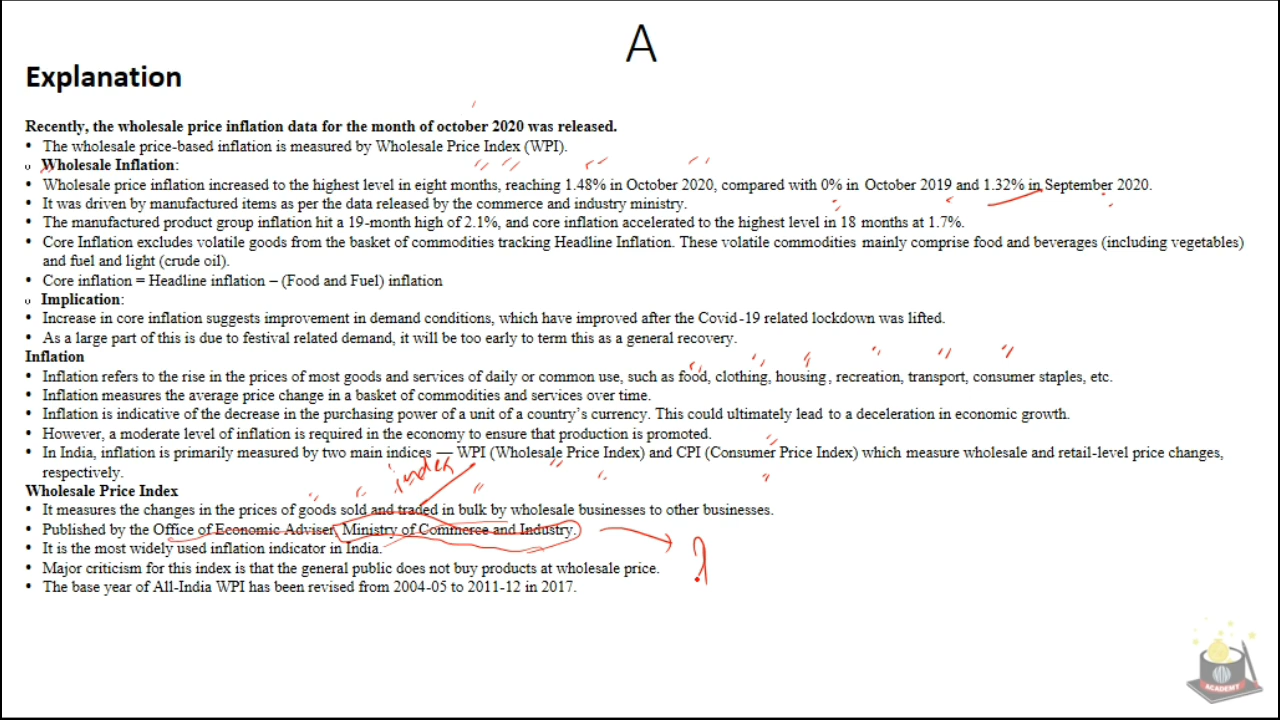 A
Explanation
Recently, the wholesale price inflation data for the month of october 2020 was released.
• The wholesale price-based inflation is measured by Wholesale Price Index (WPI).
υ Wholesale Inflation:
• Wholesale price inflation increased to the highest level in eight months, reaching 1.48% in October 2020, compared with 0% in October 2019 and 1.32% in September 2020.
• It was driven by manufactured items as per the data released by the commerce and industry ministry.
• The manufactured product group inflation hit a 19-month high of 2.1%, and core inflation accelerated to the highest level in 18 months at 1.7%.
• Core Inflation excludes volatile goods from the basket of commodities tracking Headline Inflation. These volatile commodities mainly comprise food and beverages (including vegetables)
and fuel and light (crude oil).
• Core inflation = Headline inflation – (Food and Fuel) inflation
υ Implication:
• Increase in core inflation suggests improvement in demand conditions, which have improved after the Covid-19 related lockdown was lifted.
• As a large part of this is due to festival related demand, it will be too early to term this as a general recovery.
Inflation
• Inflation refers to the rise in the prices of most goods and services of daily or common use, such as food, clothing, housing, recreation, transport, consumer staples, etc.
• Inflation measures the average price change in a basket of commodities and services over time.
• Inflation is indicative of the decrease in the purchasing power of a unit of a country's currency. This could ultimately lead to a deceleration in economic growth.
• However, a moderate level of inflation is required in the economy to ensure that production is promoted.
• In India, inflation is primarily measured by two main indices — WPI (Wholesale Price Index) and CPI (Consumer Price Index) which measure wholesale and retail-level price changes,
respectively.
index
Wholesale Price Index
• It measures the changes in the prices of goods sold and traded in bulk by wholesale businesses to other businesses.
• Published by the Office of Economic Adviser, Ministry of Commerce and Industry.
?
• It is the most widely used inflation indicator in India.
• Major criticism for this index is that the general public does not buy products at wholesale price.
• The base year of All-India WPI has been revised from 2004-05 to 2011-12 in 2017.
ACADEMY